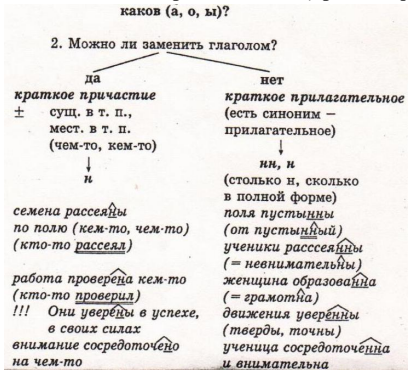 каков (а, о, ы)?
2. Можно ли заменить глаголом?
да
краткое причастие
± сущ. в т. п.,
мест. в т. п.
(чем-то, кем-то)
н
семена рассеяны
по полю (кем-то, чем-то)
(кто-то рассеял)
работа проверена кем-то
(кто-то проверил)
!!! Они уверены в успехе,
в своих силах
внимание сосредоточено
на чем-то
нет
краткое прилагательное
(есть синоним –
прилагательное)
нн, н
(столько н, сколько
в полной форме)
поля пустынны
(от пустынный)
ученики расссеянны
(= невнимательны)
женщина образованна
(= грамотна)
движения уверенны
(тверды, точны)
ученица сосредоточенна
и внимательна